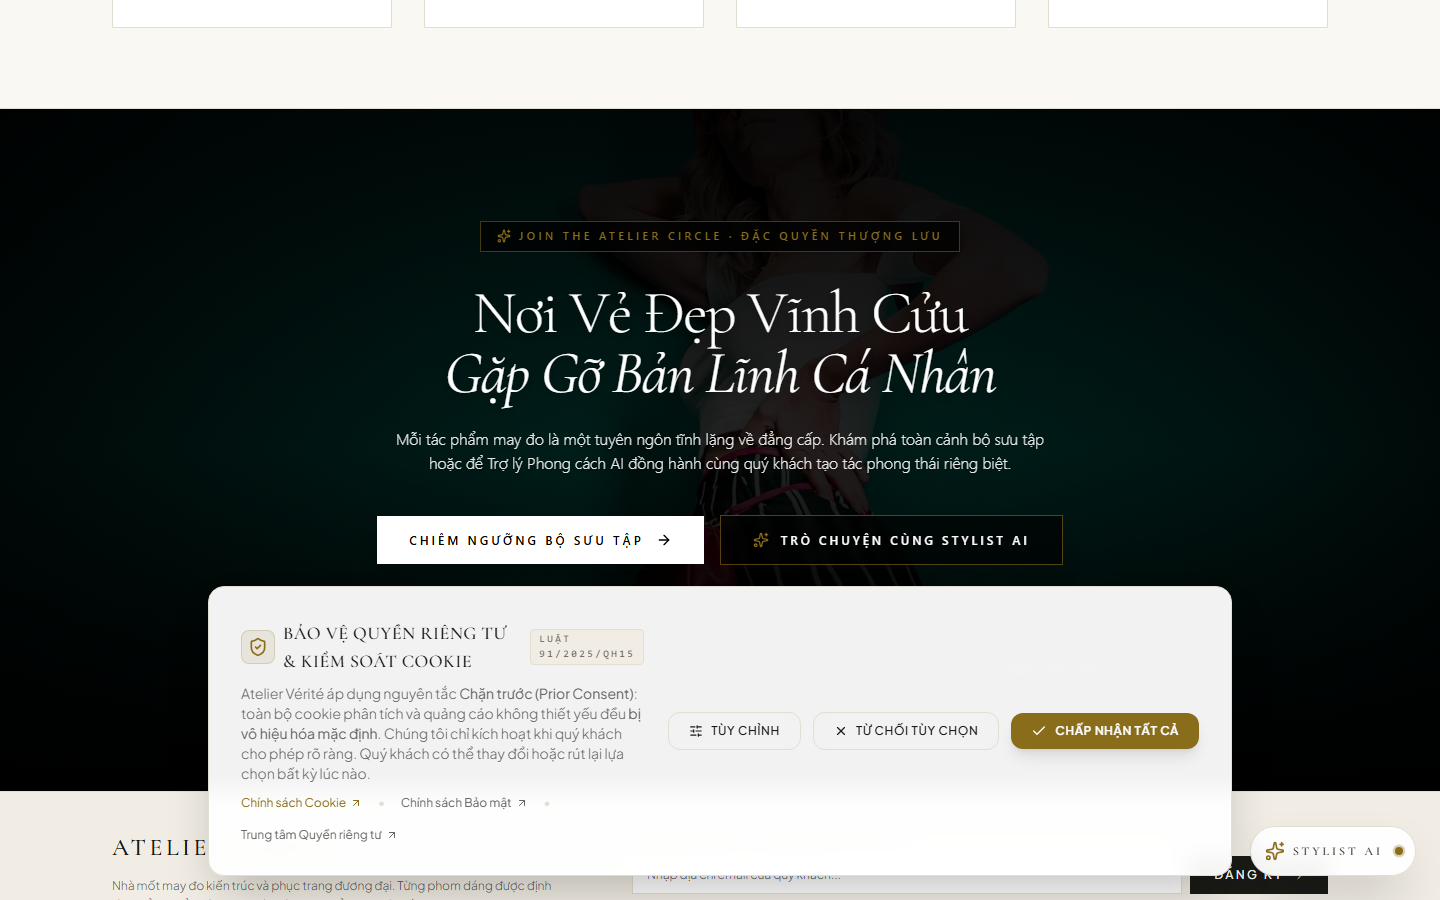 JOIN THE ATELIER CIRCLE · ĐẶC QUYỀN THƯỢNG LƯU
Nơi Vẻ Đẹp Vĩnh Cửu
Gặp Gỡ Bản Lĩnh Cá Nhân
Mỗi tác phẩm may đo là một tuyên ngôn tĩnh lặng về đẳng cấp. Khám phá toàn cảnh bộ sưu tập
hoặc để Trợ lý Phong cách AI đồng hành cùng quý khách tạo tác phong thái riêng biệt.
CHIÊM NGƯỠNG BỘ SƯU TẬP
TRÒ CHUYỆN CÙNG STYLIST AI
BẢO VỆ QUYỀN RIÊNG TƯ
& KIỂM SOÁT COOKIE
LUẬT
91/2025/QH15
Atelier Vérité áp dụng nguyên tắc Chặn trước (Prior Consent):
toàn bộ cookie phân tích và quảng cáo không thiết yếu đều bị
vô hiệu hóa mặc định. Chúng tôi chỉ kích hoạt khi quý khách
cho phép rõ ràng. Quý khách có thể thay đổi hoặc rút lại lựa
chọn bất kỳ lúc nào.
TÙY CHỈNH
TỪ CHỐI TÙY CHỌN
CHẤP NHẬN TẤT CẢ
Chính sách Cookie
Chính sách Bảo mật
Trung tâm Quyền riêng tư
ATELIE
Nhà mốt may đo kiến trúc và phục trang đương đại. Từng phom dáng được định
Nhập địa chỉ email của quý khách...
ĐĂNG KÝ
STYLIST AI